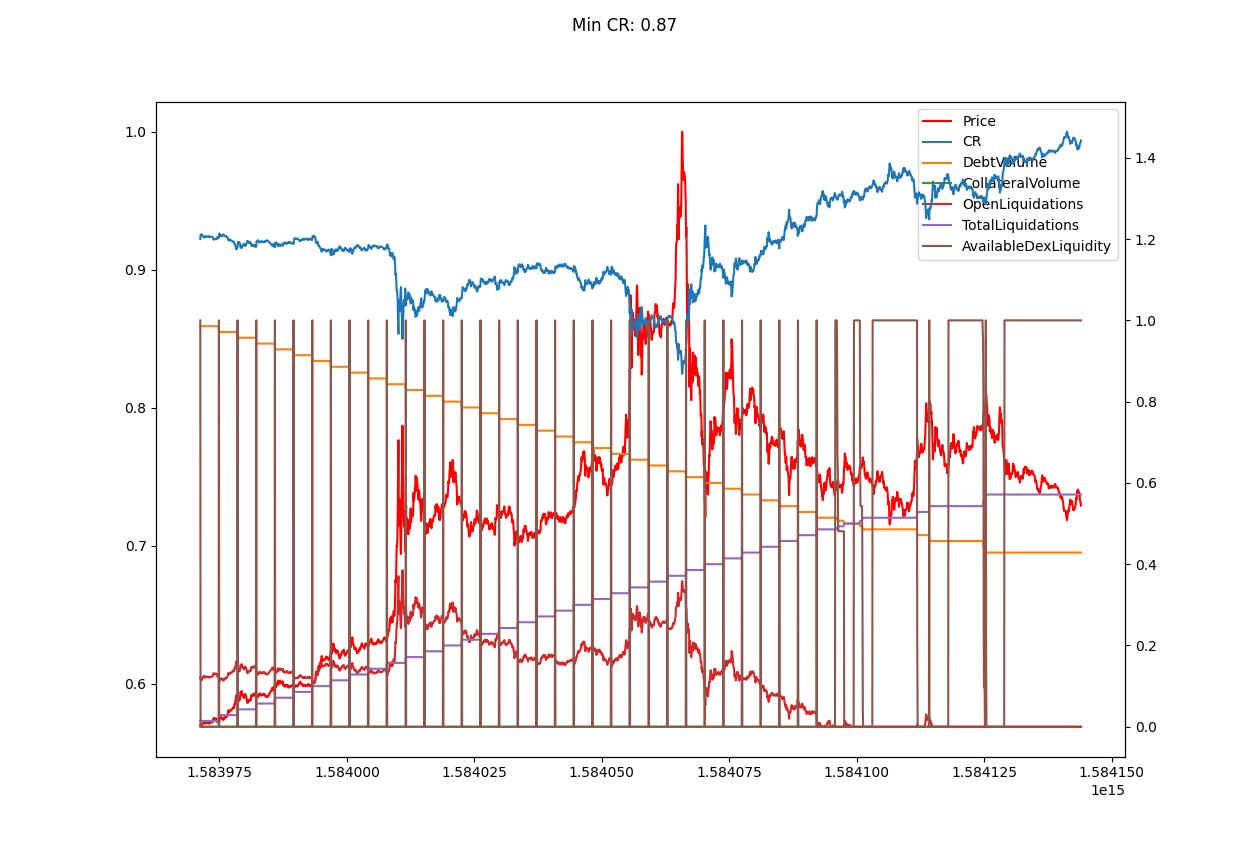 Min CR: 0.87
1.0
0.9
0.8
0.7
0.6
Price
CR
DebtVolume
CollateralVolume
OpenLiquidations
TotalLiquidations
AvailableDexLiquidity
1.4
1.2
1.0
0.8
0.6
0.4
0.2
0.0
1.583975 1.584000 1.584025 1.584050 1.584075 1.584100 1.584125 1.584150
1e15